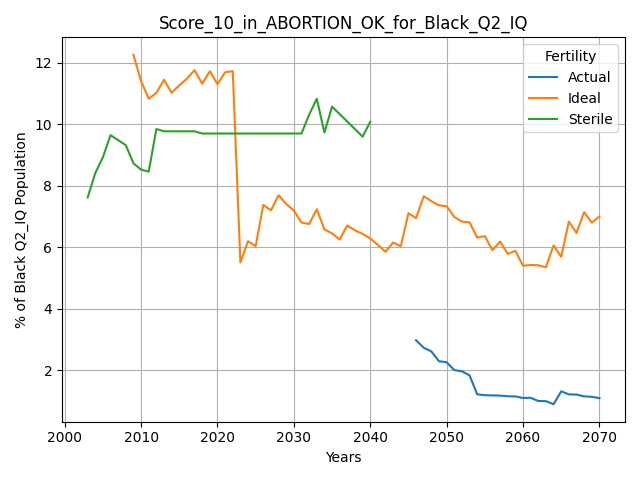 Score_10_in_ABORTION_OK_for_Black_Q2_IQ
% of Black Q2_IQ Population
12
10
8
6
4
2
Fertility
Actual
Ideal
Sterile
2000 2010 2020 2030 2040 2050 2060 2070
Years